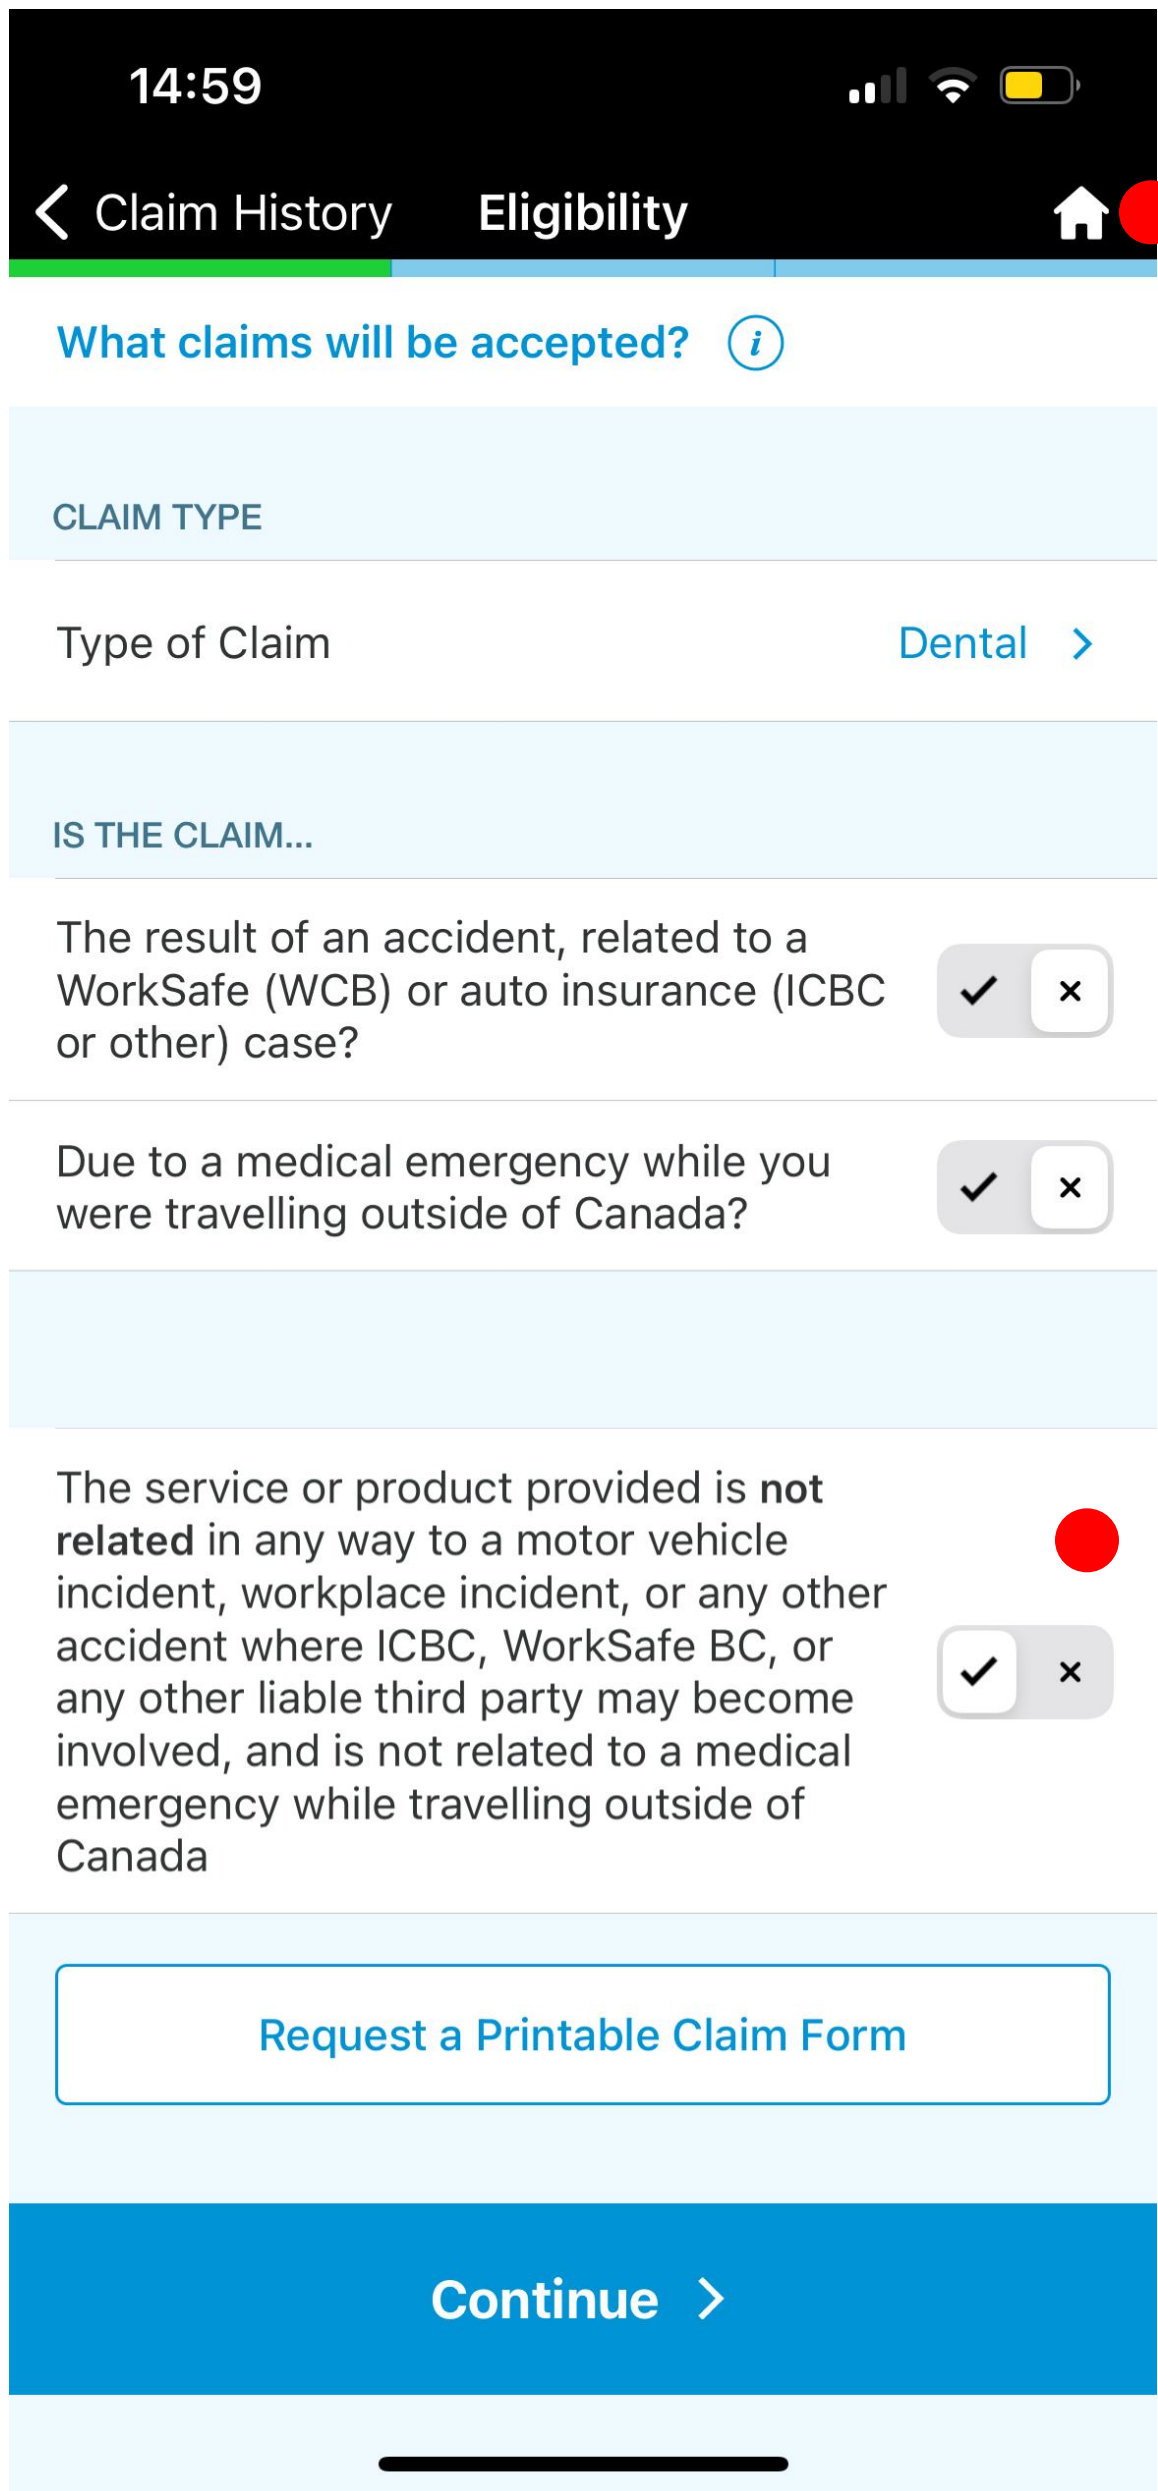 14:59
Claim History Eligibility
What claims will be accepted? i
CLAIM TYPE
Type of Claim Dental
IS THE CLAIM...
The result of an accident, related to a
WorkSafe (WCB) or auto insurance (ICBC
or other) case?
Due to a medical emergency while you
were travelling outside of Canada?
The service or product provided is not
related in any way to a motor vehicle
incident, workplace incident, or any other
accident where ICBC, WorkSafe BC, or
any other liable third party may become
involved, and is not related to a medical
emergency while travelling outside of
Canada
Request a Printable Claim Form
Continue